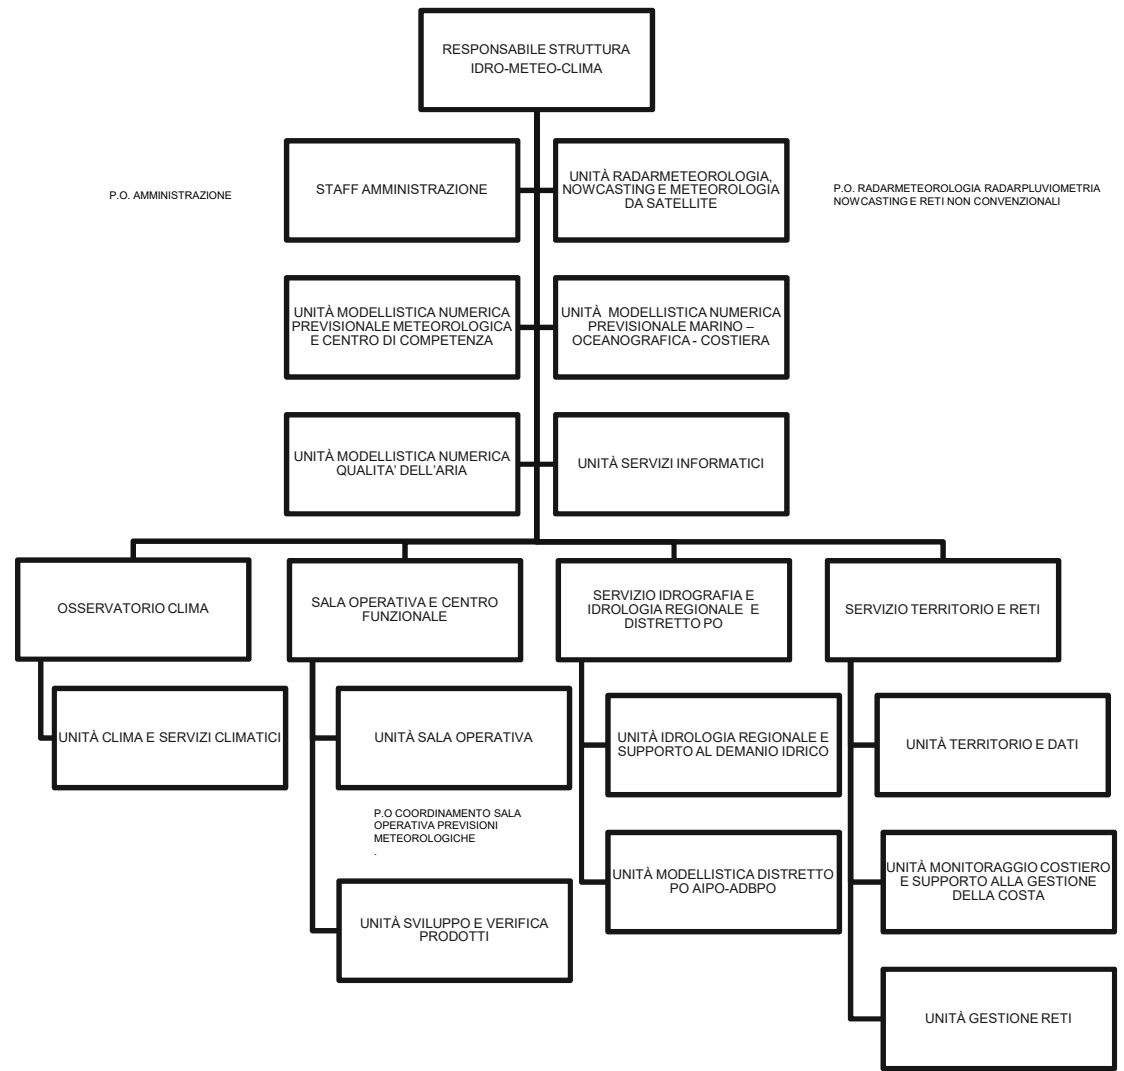 RESPONSABILE STRUTTURA
IDRO-METEO-CLIMA
P.O. AMMINISTRAZIONE
STAFF AMMINISTRAZIONE
UNITÀ RADARMETEOROLOGIA,
NOWCASTING E METEOROLOGIA
DA SATELLITE
P.O. RADARMETEOROLOGIA RADARPLUVIOMETRIA
NOWCASTING E RETI NON CONVENZIONALI
UNITÀ MODELLISTICA NUMERICA
PREVISIONALE METEOROLOGICA
E CENTRO DI COMPETENZA
UNITÀ MODELLISTICA NUMERICA
PREVISIONALE MARINO –
OCEANOGRAFICA - COSTIERA
UNITÀ MODELLISTICA NUMERICA
QUALITA' DELL'ARIA
UNITÀ SERVIZI INFORMATICI
OSSERVATORIO CLIMA
SALA OPERATIVA E CENTRO
FUNZIONALE
SERVIZIO IDROGRAFIA E
IDROLOGIA REGIONALE E
DISTRETTO PO
SERVIZIO TERRITORIO E RETI
UNITÀ CLIMA E SERVIZI CLIMATICI
UNITÀ SALA OPERATIVA
P.O COORDINAMENTO SALA
OPERATIVA PREVISIONI
METEOROLOGICHE
.
UNITÀ SVILUPPO E VERIFICA
PRODOTTI
UNITÀ IDROLOGIA REGIONALE E
SUPPORTO AL DEMANIO IDRICO
UNITÀ MODELLISTICA DISTRETTO
PO AIPO-ADBPO
UNITÀ TERRITORIO E DATI
UNITÀ MONITORAGGIO COSTIERO
E SUPPORTO ALLA GESTIONE
DELLA COSTA
UNITÀ GESTIONE RETI